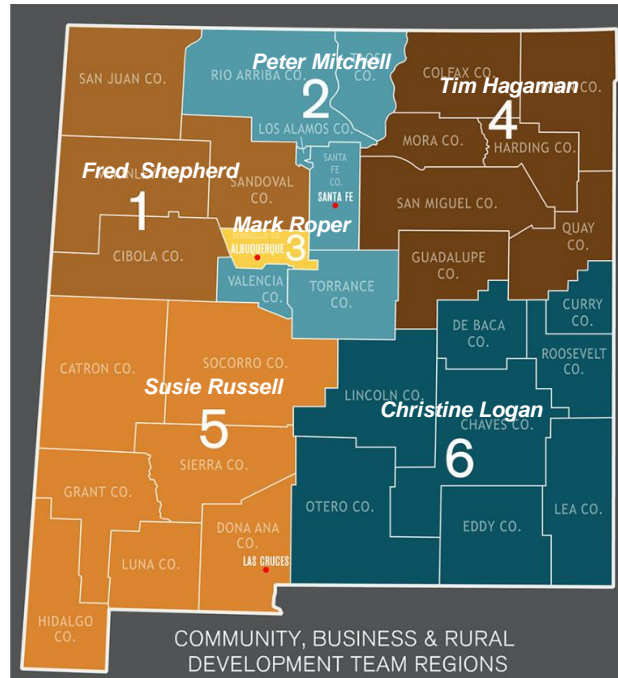 SAN JUAN CO.
RIO ARRIBA CO.
TAOS
CO.
Peter Mitchell
2
COLFAX CO.
Tim Hagaman
4
LOS ALAMOS CO.
MORA CO.
HARDING CO.
Fred Shepherd
1
SANDOVAL
CO.
SANTA
FE
CO.
SANTA FE
SAN MIGUEL CO.
QUAY
CO.
Mark Roper
ALBUQUERQUE
3
CIBOLA CO.
GUADALUPE
CO.
VALENCIA
CO.
TORRANCE
CO.
CURRY
CO.
DE BACA
CO.
ROOSEVELT
CO.
CATRON CO.
SOCORRO CO.
LINCOLN CO.
Susie Russell
5
Christine Logan
CHAVES CO.
6
SIERRA CO.
GRANT CO.
OTERO CO.
LEA CO.
DONA ANA
CO.
EDDY CO.
LUNA CO.
LAS CRUCES
HIDALGO
CO.
COMMUNITY, BUSINESS & RURAL
DEVELOPMENT TEAM REGIONS